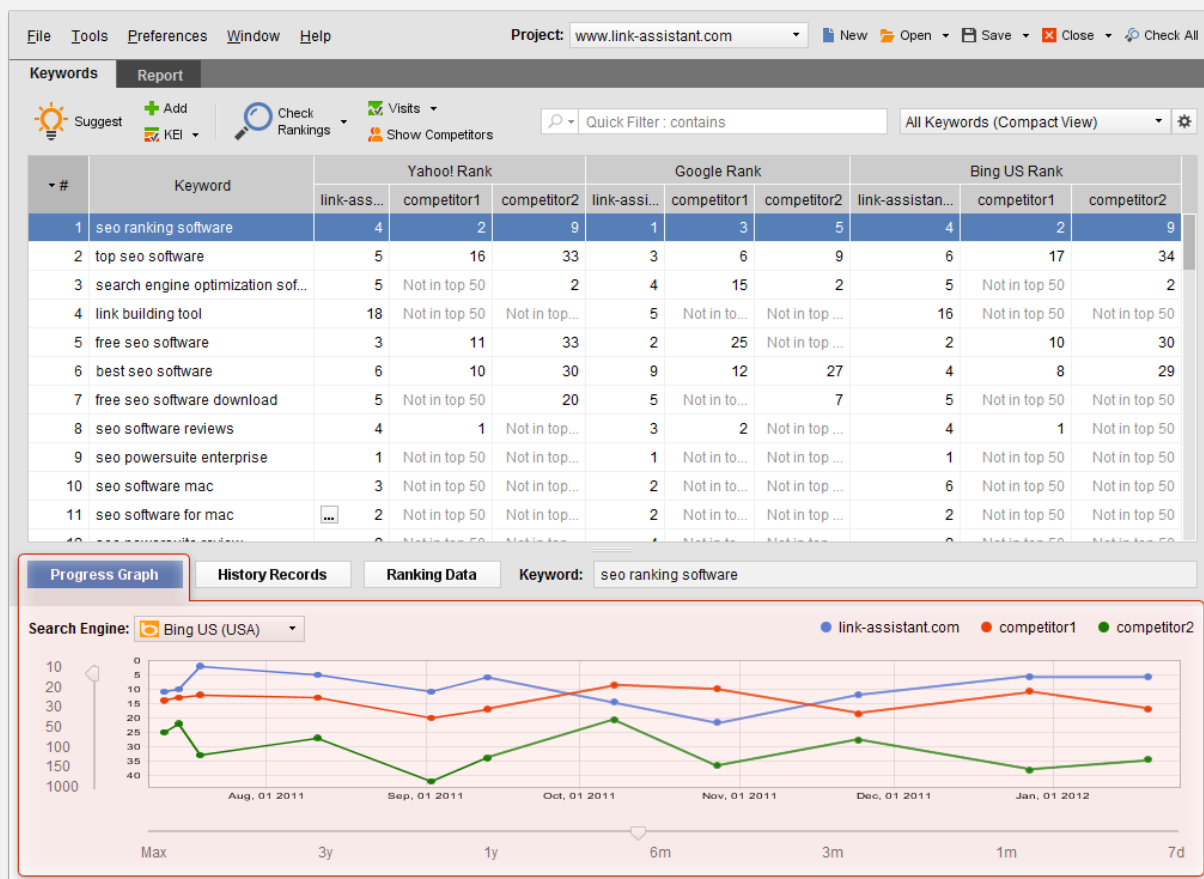 File Tools Preferences Window Help Project: www.link-assistant.com New Open Save Close Check All
Keywords Report
Suggest Add KEI Check Rankings Visits Show Competitors Quick Filter : contains All Keywords (Compact View)
# Keyword Yahoo! Rank Google Rank Bing US Rank
link-ass... competitor1 competitor2 link-assi... competitor1 competitor2 link-assistan... competitor1 competitor2
1 seo ranking software 4 2 9 1 3 5 4 2 9
2 top seo software 5 16 33 3 6 9 6 17 34
3 search engine optimization sof... 5 Not in top 50 2 4 15 2 5 Not in top 50 2
4 link building tool 18 Not in top 50 Not in top... 5 Not in to... Not in top ... 16 Not in top 50 Not in top 50
5 free seo software 3 11 33 2 25 Not in top ... 2 10 30
6 best seo software 6 10 30 9 12 27 4 8 29
7 free seo software download 5 Not in top 50 20 5 Not in to... 7 5 Not in top 50 Not in top 50
8 seo software reviews 4 1 Not in top... 3 2 Not in top ... 4 1 Not in top 50
9 seo powersuite enterprise 1 Not in top 50 Not in top... 1 Not in to... Not in top ... 1 Not in top 50 Not in top 50
10 seo software mac 3 Not in top 50 Not in top... 2 Not in to... Not in top ... 6 Not in top 50 Not in top 50
11 seo software for mac ... 2 Not in top 50 Not in top... 2 Not in to... Not in top ... 2 Not in top 50 Not in top 50
Progress Graph History Records Ranking Data Keyword: seo ranking software
Search Engine: Bing US (USA) link-assistant.com competitor1 competitor2
10
20
30
50
100
150
1000
0
5
10
15
20
25
30
35
40
Aug, 01 2011 Sep, 01 2011 Oct, 01 2011 Nov, 01 2011 Dec, 01 2011 Jan, 01 2012
Max 3y 1y 6m 3m 1m 7d